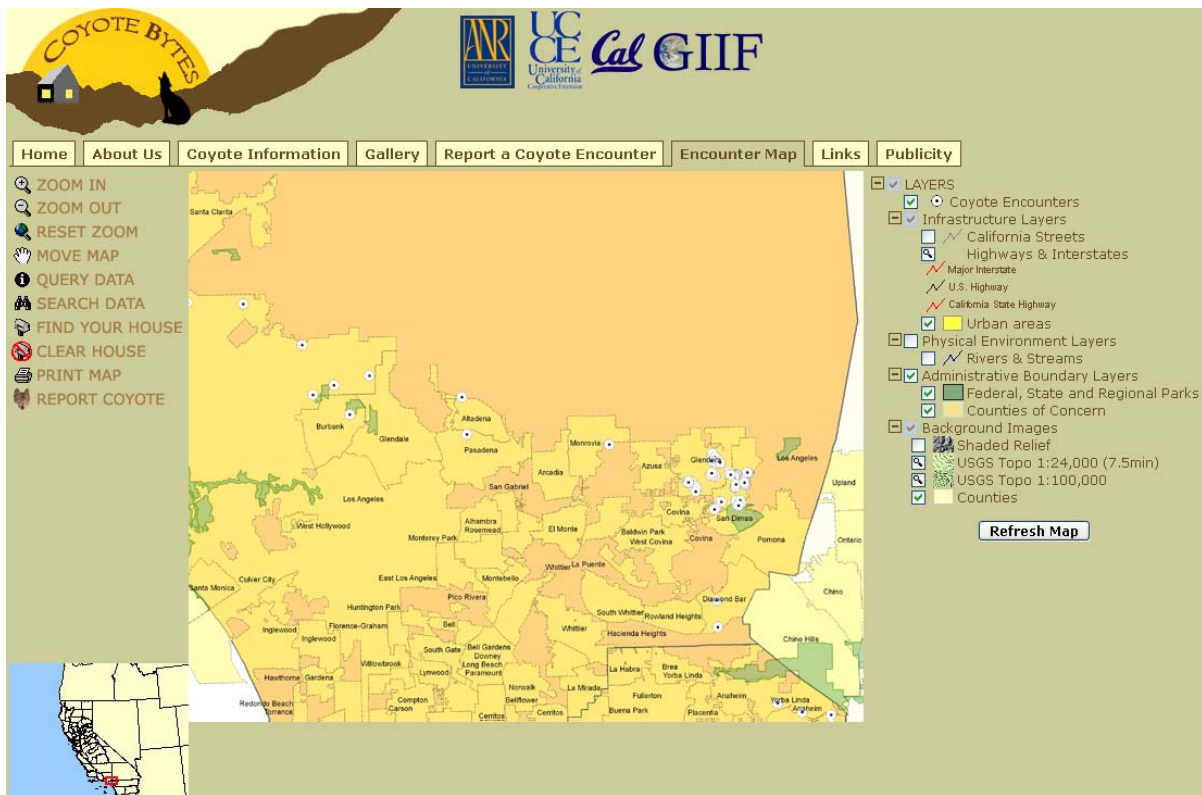 COYOTE BYTES
ANR
UNIVERSITY
of
CALIFORNIA
UC
CE
University of
California
Cooperative Extension
Cal
GIIF
Home
About Us
Coyote Information
Gallery
Report a Coyote Encounter
Encounter Map
Links
Publicity
ZOOM IN
ZOOM OUT
RESET ZOOM
MOVE MAP
QUERY DATA
SEARCH DATA
FIND YOUR HOUSE
CLEAR HOUSE
PRINT MAP
REPORT COYOTE
Santa Clarita
Burbank
Glendale
Altadena
Pasadena
Monrovia
Arcadia
Azusa
Glendora
Los Angeles
Upland
San Gabriel
Los Angeles
Covina
San Dimas
West Hollywood
Alhambra
Rosemead
El Monte
Baldwin Park
West Covina
Covina
Pomona
Ontario
Monterey Park
Whittier
La Puente
Santa Monica
Culver City
East Los Angeles
Montebello
Pico Rivera
Diamond Bar
Chino
Huntington Park
South Whittier
Rowland Heights
Inglewood
Florence-Graham
Bell
Whittier
Hacienda Heights
Chino Hills
Inglewood
South Gate
Bell Gardens
Downey
Willowbrook
Lynwood
Long Beach
Paramount
La Habra
Brea
Yorba Linda
Hawthorne
Gardena
Norwalk
La Mirada
Compton
Carson
Bellflower
Fullerton
Anaheim
Yorba Linda
Redondo Beach
Torrance
Cerritos
Cerritos
Buena Park
Placentia
Anaheim
LAYERS
Coyote Encounters
Infrastructure Layers
California Streets
Highways & Interstates
Major Interstate
U.S. Highway
California State Highway
Urban areas
Physical Environment Layers
Rivers & Streams
Administrative Boundary Layers
Federal, State and Regional Parks
Counties of Concern
Background Images
Shaded Relief
USGS Topo 1:24,000 (7.5min)
USGS Topo 1:100,000
Counties
Refresh Map